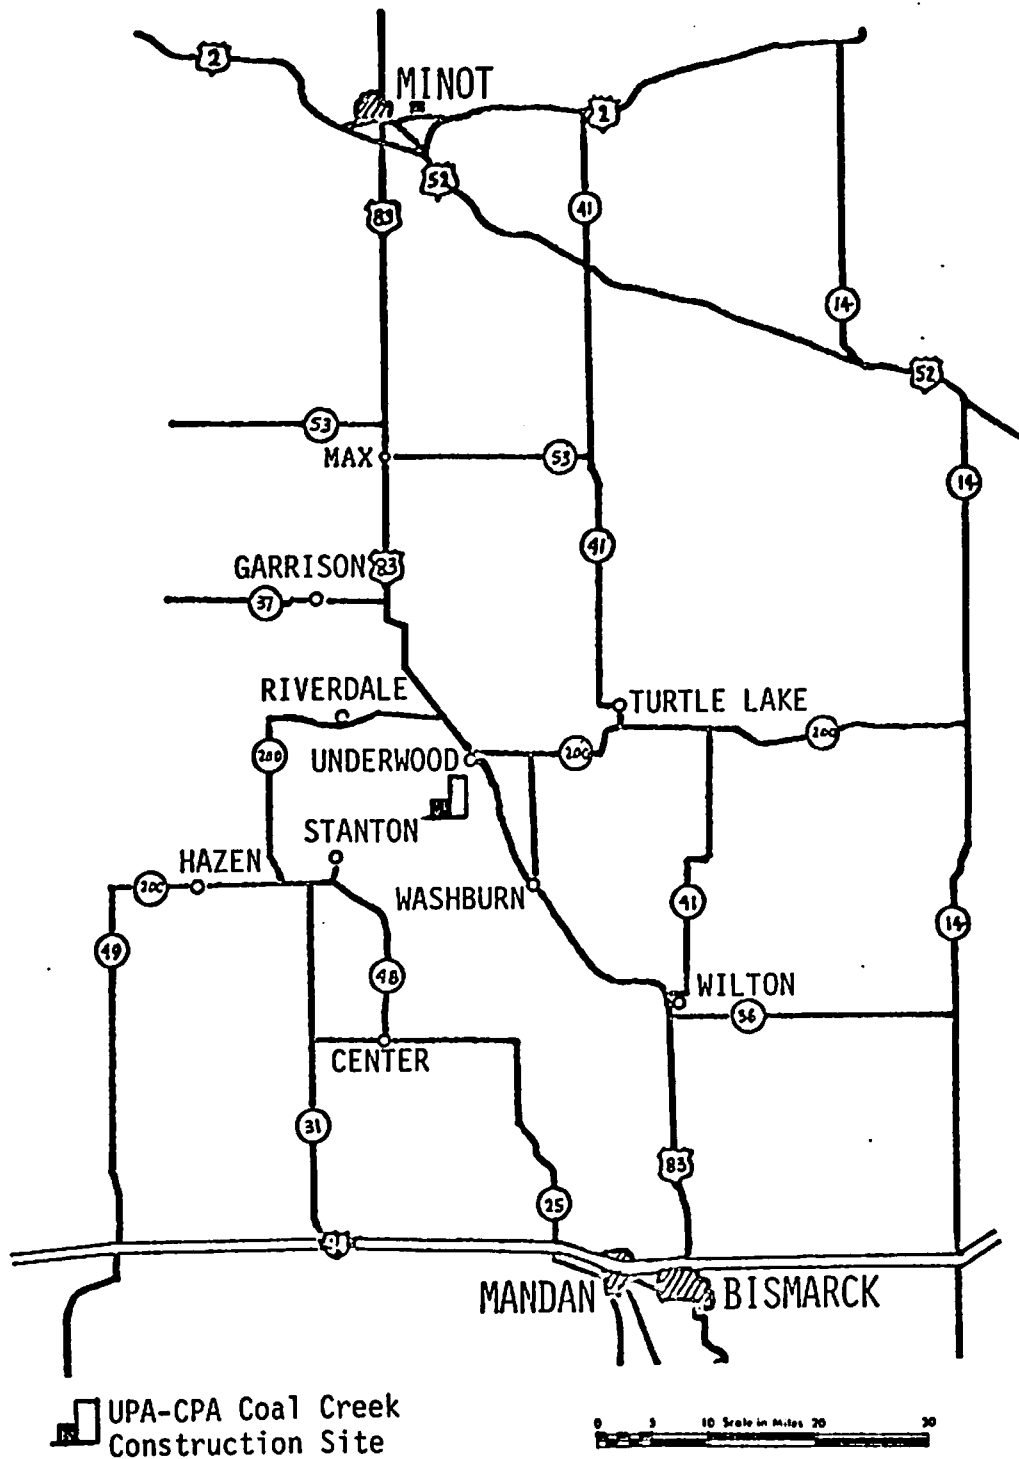 2
MINOT
2
52
83
41
14
52
53
MAX
53
14
41
GARRISON
83
37
RIVERDALE
TURTLE LAKE
200
UNDERWOOD
200
200
STANTON
HAZEN
200
WASHBURN
41
14
49
48
WILTON
36
CENTER
31
83
25
MANDAN
BISMARCK
UPA-CPA Coal Creek
Construction Site
0 5 10 Scale in Miles 20 30